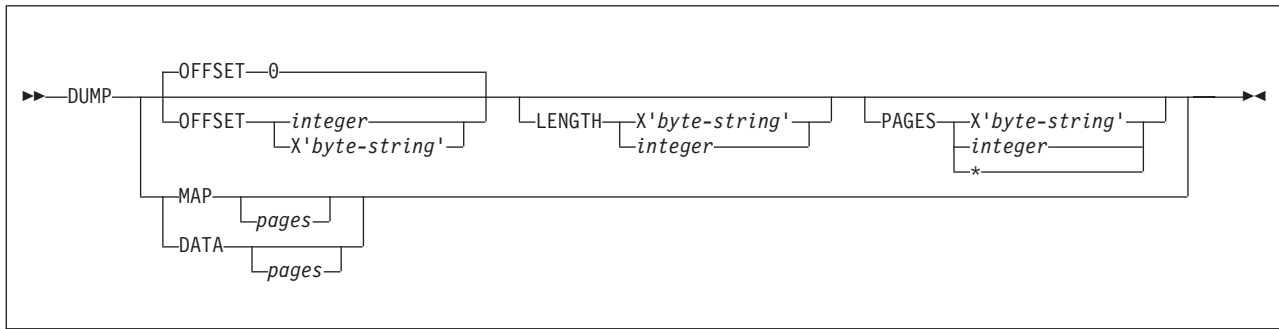 OFFSET 0
DUMP
OFFSET integer LENGTH X'byte-string' PAGES X'byte-string'
X'byte-string' integer integer
*
MAP
pages
DATA
pages